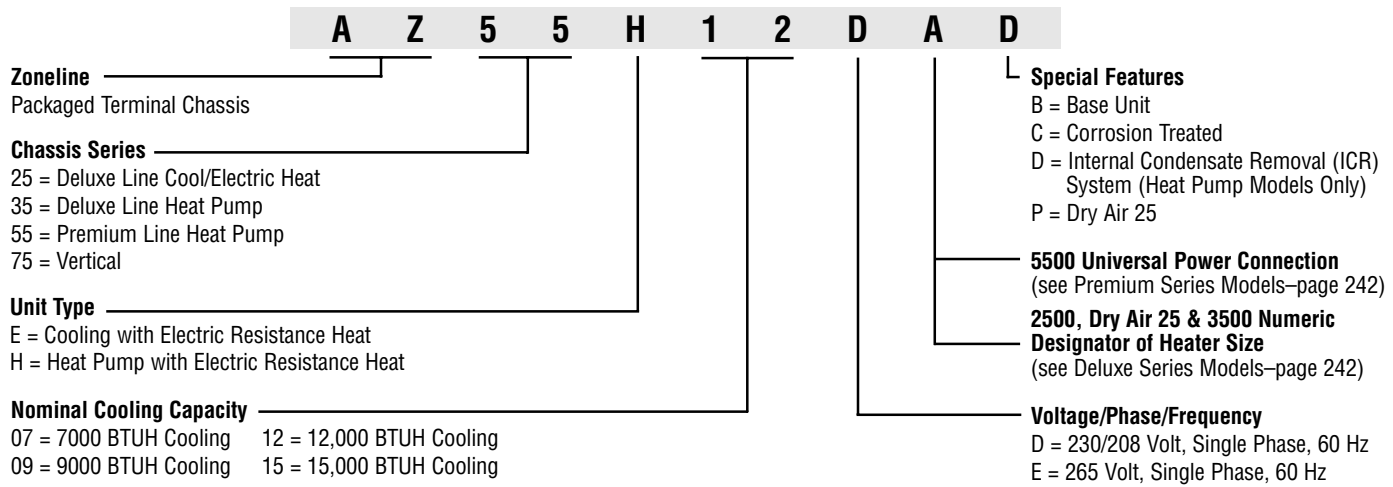 A Z 5 5 H 1 2 D A D
Zoneline
Packaged Terminal Chassis
Chassis Series
25 = Deluxe Line Cool/Electric Heat
35 = Deluxe Line Heat Pump
55 = Premium Line Heat Pump
75 = Vertical
Unit Type
E = Cooling with Electric Resistance Heat
H = Heat Pump with Electric Resistance Heat
Nominal Cooling Capacity
07 = 7000 BTUH Cooling 12 = 12,000 BTUH Cooling
09 = 9000 BTUH Cooling 15 = 15,000 BTUH Cooling
Special Features
B = Base Unit
C = Corrosion Treated
D = Internal Condensate Removal (ICR)
System (Heat Pump Models Only)
P = Dry Air 25
5500 Universal Power Connection
(see Premium Series Models–page 242)
2500, Dry Air 25 & 3500 Numeric
Designator of Heater Size
(see Deluxe Series Models–page 242)
Voltage/Phase/Frequency
D = 230/208 Volt, Single Phase, 60 Hz
E = 265 Volt, Single Phase, 60 Hz